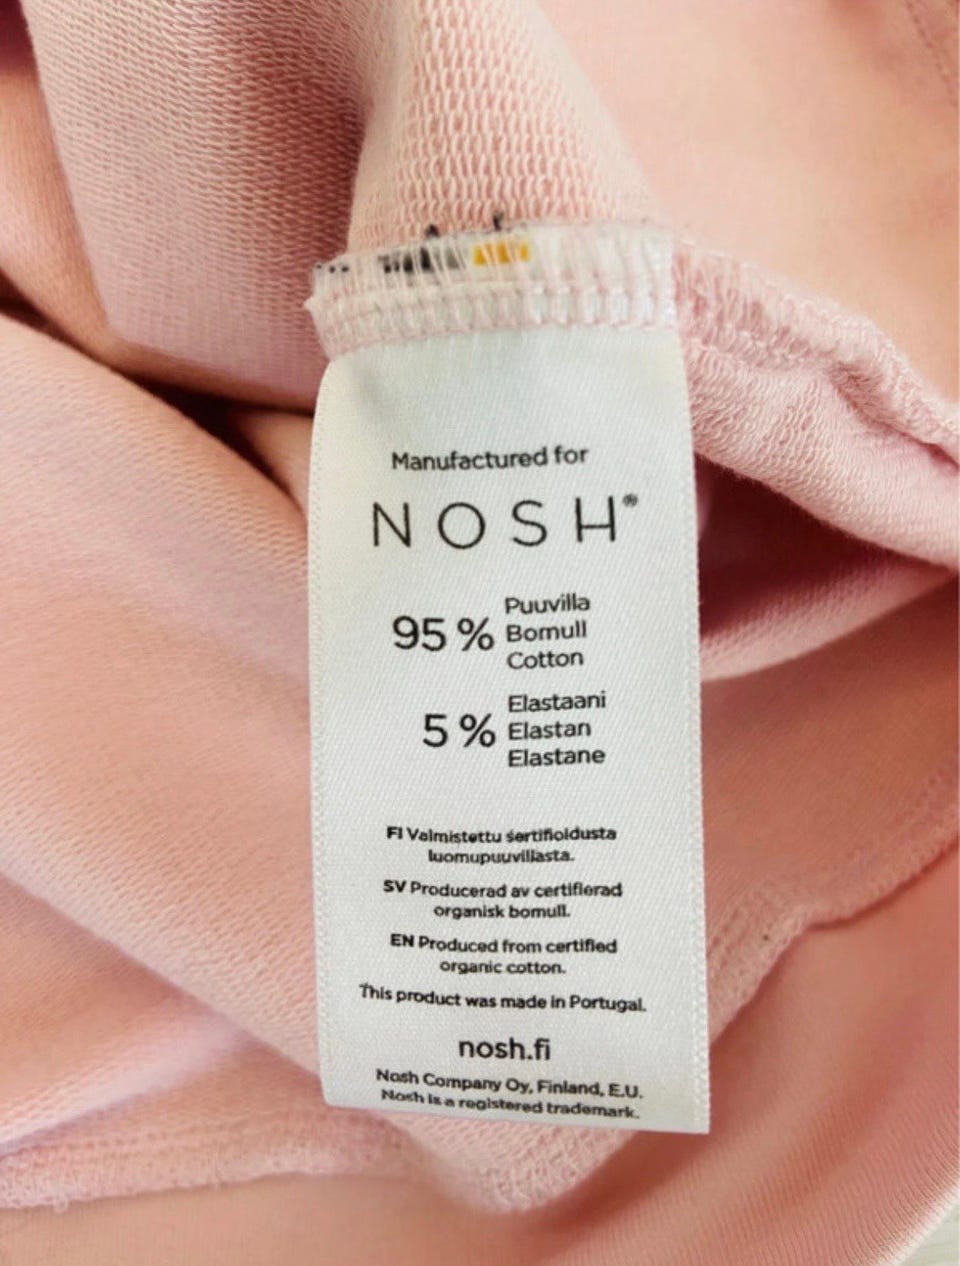 Manufactured for
NOSH®
95 % Puuvilla
Bomull
Cotton
5 % Elastaani
Elastan
Elastane
FI Valmistettu sertifioidusta
luomupuuvillasta.
SV Producerad av certifierad
organisk bomull.
EN Produced from certified
organic cotton.
This product was made in Portugal.
nosh.fi
Nosh Company Oy, Finland, E.U.
Nosh is a registered trademark.